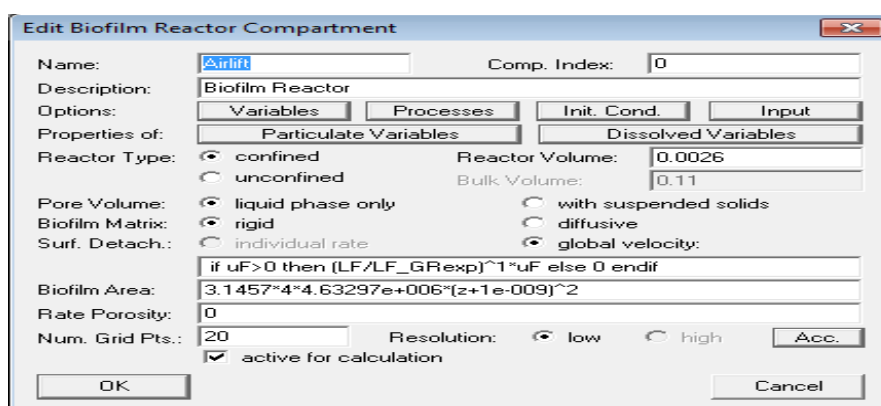 Edit Biofilm Reactor Compartment
Name: Airlift Comp. Index: 0
Description: Biofilm Reactor
Options: Variables Processes Init. Cond. Input
Properties of: Particulate Variables Dissolved Variables
Reactor Type: confined Reactor Volume: 0.0026
unconfined Bulk Volume: 0.11
Pore Volume: liquid phase only with suspended solids
Biofilm Matrix: rigid diffusive
Surf. Detach.: individual rate global velocity:
if uF>0 then (LF/LF_GRexp)^1*uF else 0 endif
Biofilm Area: 3.1457*4*4.63297e+006*(z+1e-009)^2
Rate Porosity: 0
Num. Grid Pts.: 20 Resolution: low high Acc.
active for calculation
OK Cancel